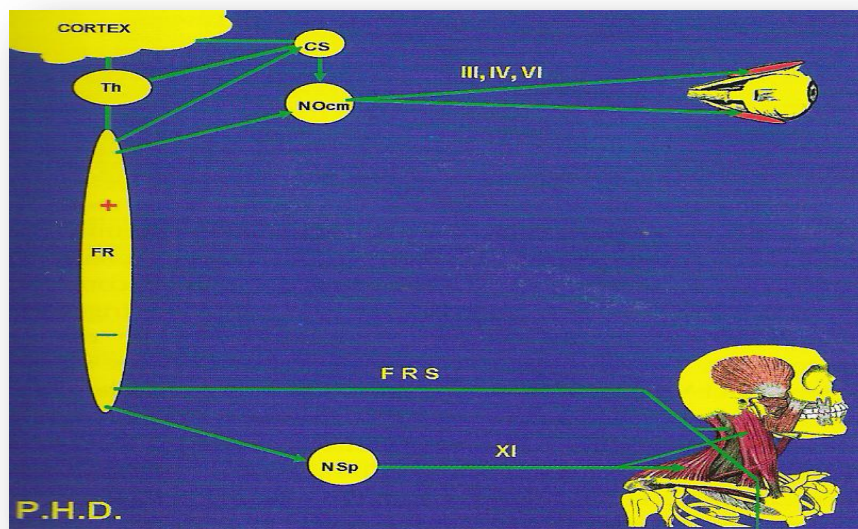 CORTEX
CS
Th
III, IV, VI
NOcm
+
FR
–
F R S
XI
NSp
P.H.D.